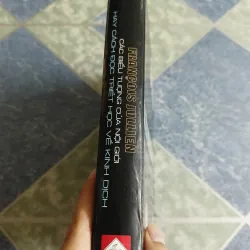 FRANÇOIS JULLIEN
CÁC BIỂU TƯỢNG CỦA NỘI GIỚI
HAY CÁCH ĐỌC TRIẾT HỌC VỀ KINH DỊCH